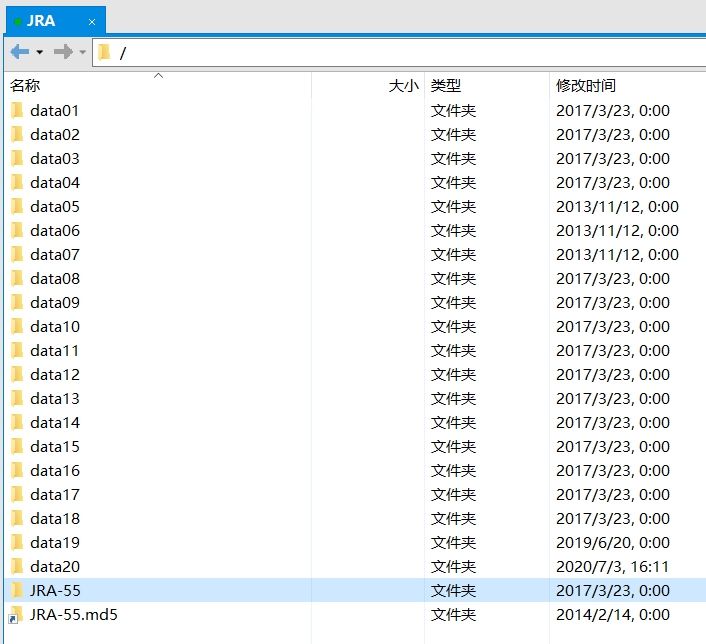 JRA ×
/
名称 大小 类型 修改时间
data01 文件夹 2017/3/23, 0:00
data02 文件夹 2017/3/23, 0:00
data03 文件夹 2017/3/23, 0:00
data04 文件夹 2017/3/23, 0:00
data05 文件夹 2013/11/12, 0:00
data06 文件夹 2013/11/12, 0:00
data07 文件夹 2013/11/12, 0:00
data08 文件夹 2017/3/23, 0:00
data09 文件夹 2017/3/23, 0:00
data10 文件夹 2017/3/23, 0:00
data11 文件夹 2017/3/23, 0:00
data12 文件夹 2017/3/23, 0:00
data13 文件夹 2017/3/23, 0:00
data14 文件夹 2017/3/23, 0:00
data15 文件夹 2017/3/23, 0:00
data16 文件夹 2017/3/23, 0:00
data17 文件夹 2017/3/23, 0:00
data18 文件夹 2017/3/23, 0:00
data19 文件夹 2019/6/20, 0:00
data20 文件夹 2020/7/3, 16:11
JRA-55 文件夹 2017/3/23, 0:00
JRA-55.md5 文件夹 2014/2/14, 0:00